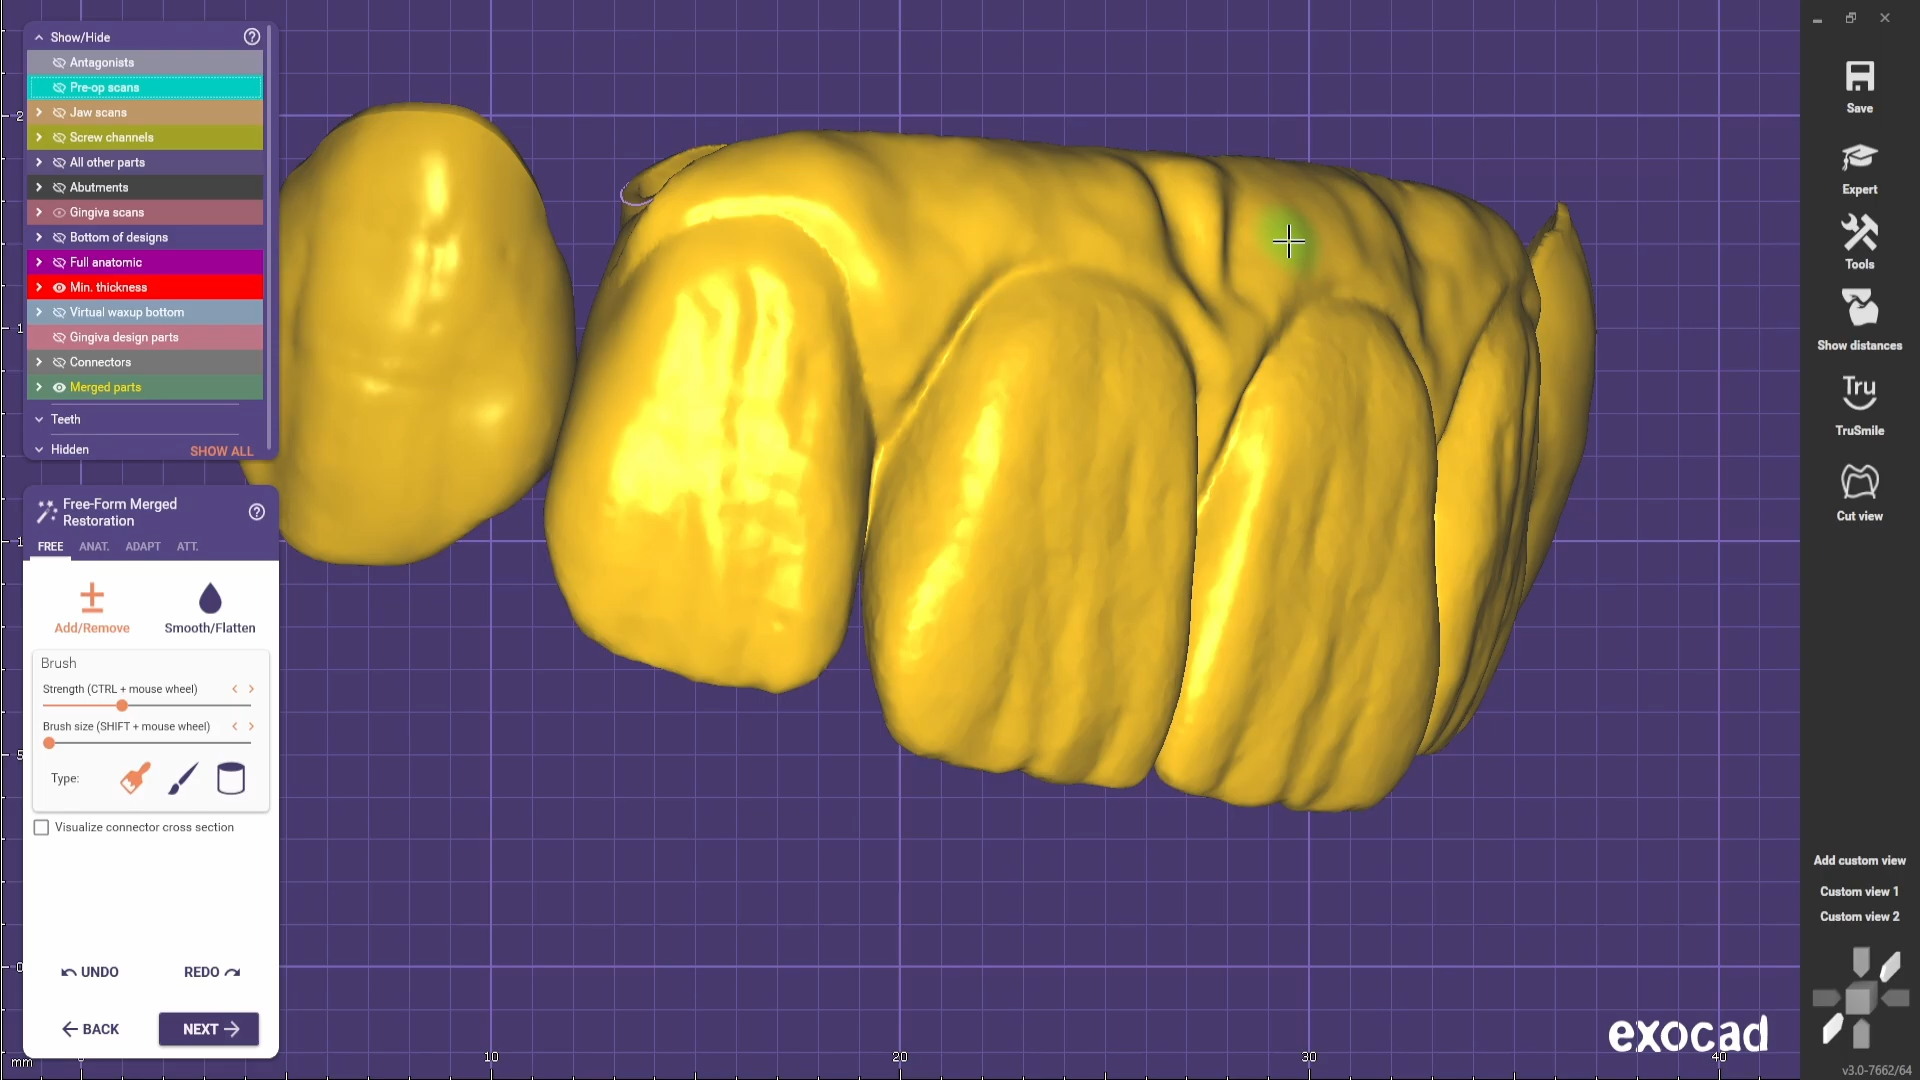 Show/Hide
Antagonists
Pre-op scans
Jaw scans
Screw channels
All other parts
Abutments
Gingiva scans
Bottom of designs
Full anatomic
Min. thickness
Virtual waxup bottom
Gingiva design parts
Connectors
Merged parts
Teeth
Hidden
SHOW ALL
Free-Form Merged
Restoration
FREE ANAT. ADAPT ATT.
Add/Remove
Smooth/Flatten
Brush
Strength (CTRL + mouse wheel)
Brush size (SHIFT + mouse wheel)
Type:
Visualize connector cross section
UNDO
REDO
BACK
NEXT
2
1
1
5
0
mm
10
20
30
40
Save
Expert
Tools
Show distances
Tru
TruSmile
Cut view
Add custom view
Custom view 1
Custom view 2
exocad
v3.0-7662/64